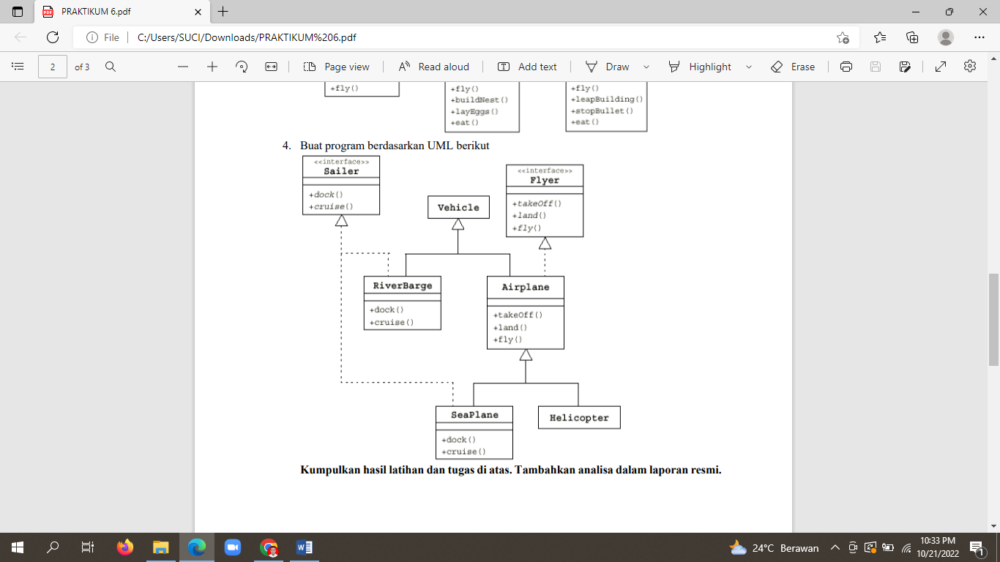 PRAKTIKUM 6.pdf
File
C:/Users/SUCI/Downloads/PRAKTIKUM%206.pdf
2 of 3
Page view
Read aloud
Add text
Draw
Highlight
Erase
+fly()
+fly()
+buildNest()
+layEggs()
+eat()
+fly()
+leapBuilding()
+stopBullet()
+eat()
4. Buat program berdasarkan UML berikut
<<interface>>
Sailer
+dock()
+cruise()
Vehicle
<<interface>>
Flyer
+takeOff()
+land()
+fly()
RiverBarge
+dock()
+cruise()
Airplane
+takeOff()
+land()
+fly()
SeaPlane
+dock()
+cruise()
Helicopter
Kumpulkan hasil latihan dan tugas di atas. Tambahkan analisa dalam laporan resmi.
24°C Berawan
10:33 PM
10/21/2022
1